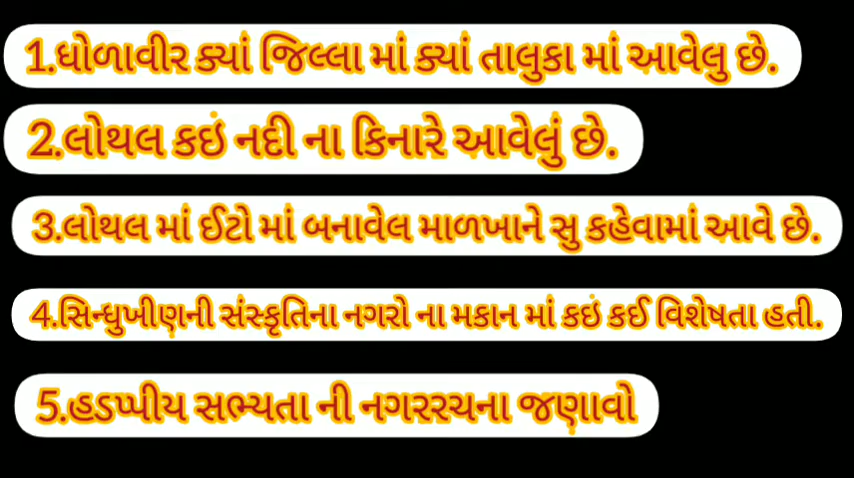 1.ધોળાવીર ક્યાં જિલ્લા માં ક્યાં તાલુકા માં આવેલુ છે.
2.લોથલ કઇં નદી ના કિનારે આવેલું છે.
3.લોથલ માં ઈટો માં બનાવેલ માળખાને સુ કહેવામાં આવે છે.
4.સિન્ધુખીણની સંસ્કૃતિના નગરો ના મકાન માં કઇં કઈ વિશેષતા હતી.
5.હડપ્પીય સભ્યતા ની નગરરચના જણાવો